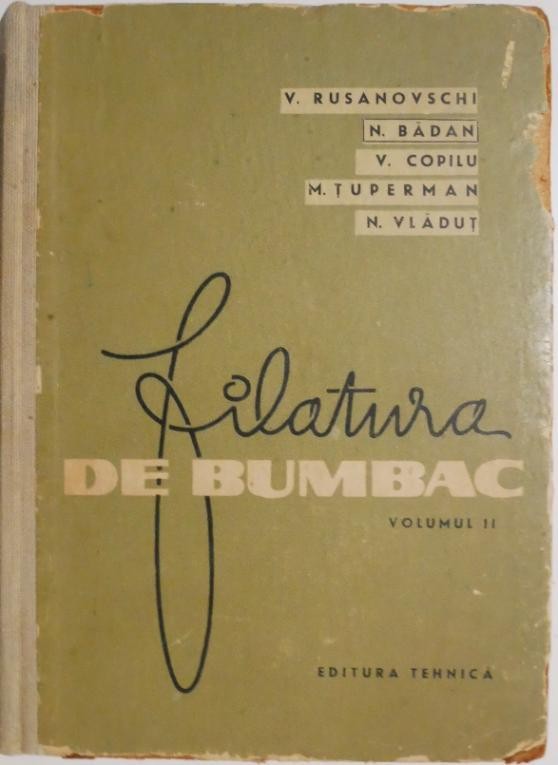 V. RUSANOVSCHI
N. BĂDAN
V. COPILU
M. ȚUPERMAN
N. VLĂDUȚ
filatura
DE BUMBAC
VOLUMUL II
EDITURA TEHNICĂ